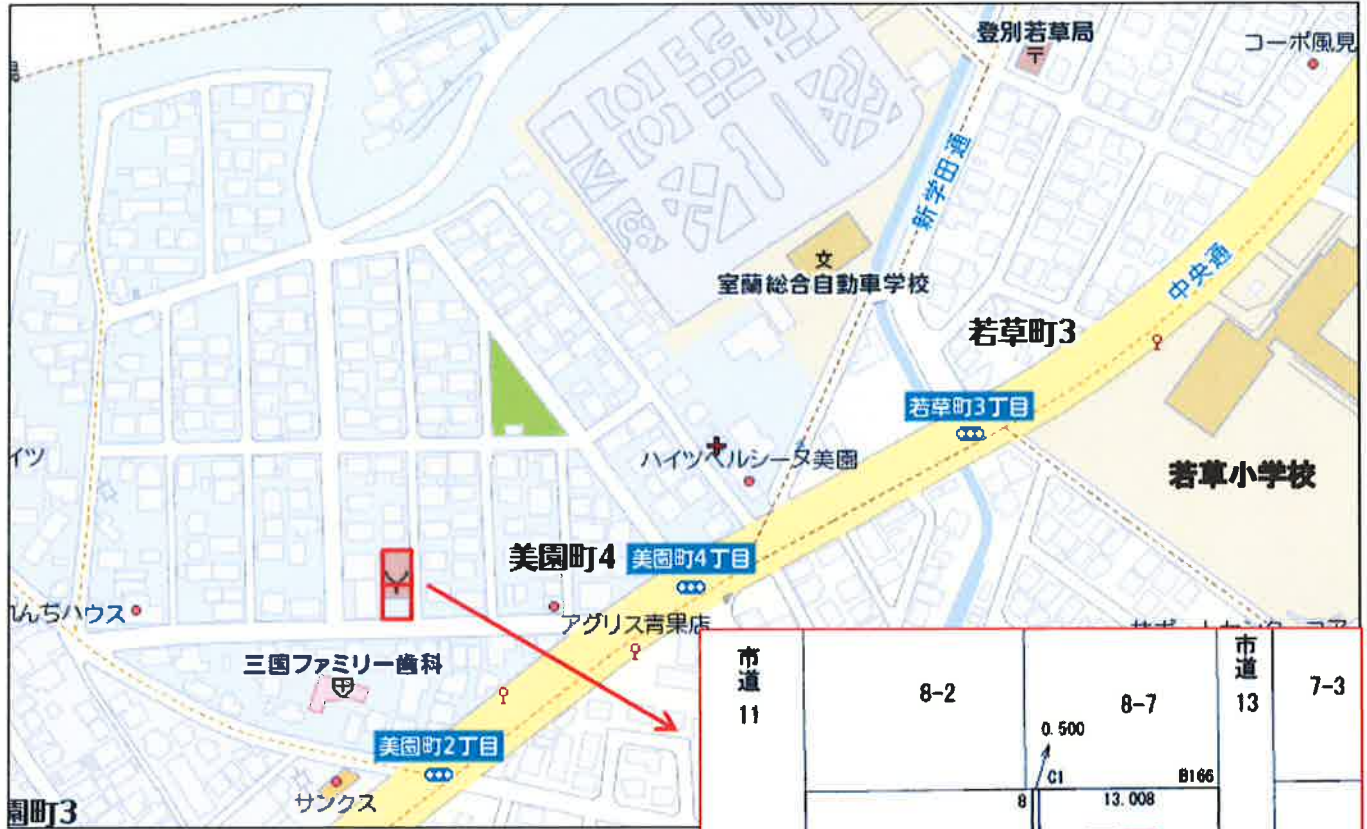 登別若草局
コーポ風見
新学田通
文
室蘭総合自動車学校
中央通
若草町3
若草町3丁目
ハイツベルシーヌ美園
若草小学校
イツ
美園町4
美園町4丁目
んちハウス
アグリス青果店
三国ファミリー歯科
美園町2丁目
サンクス
園町3
市道
11
8-2
8-7
市道
13
7-3
0.500
C1
B166
8
13.008